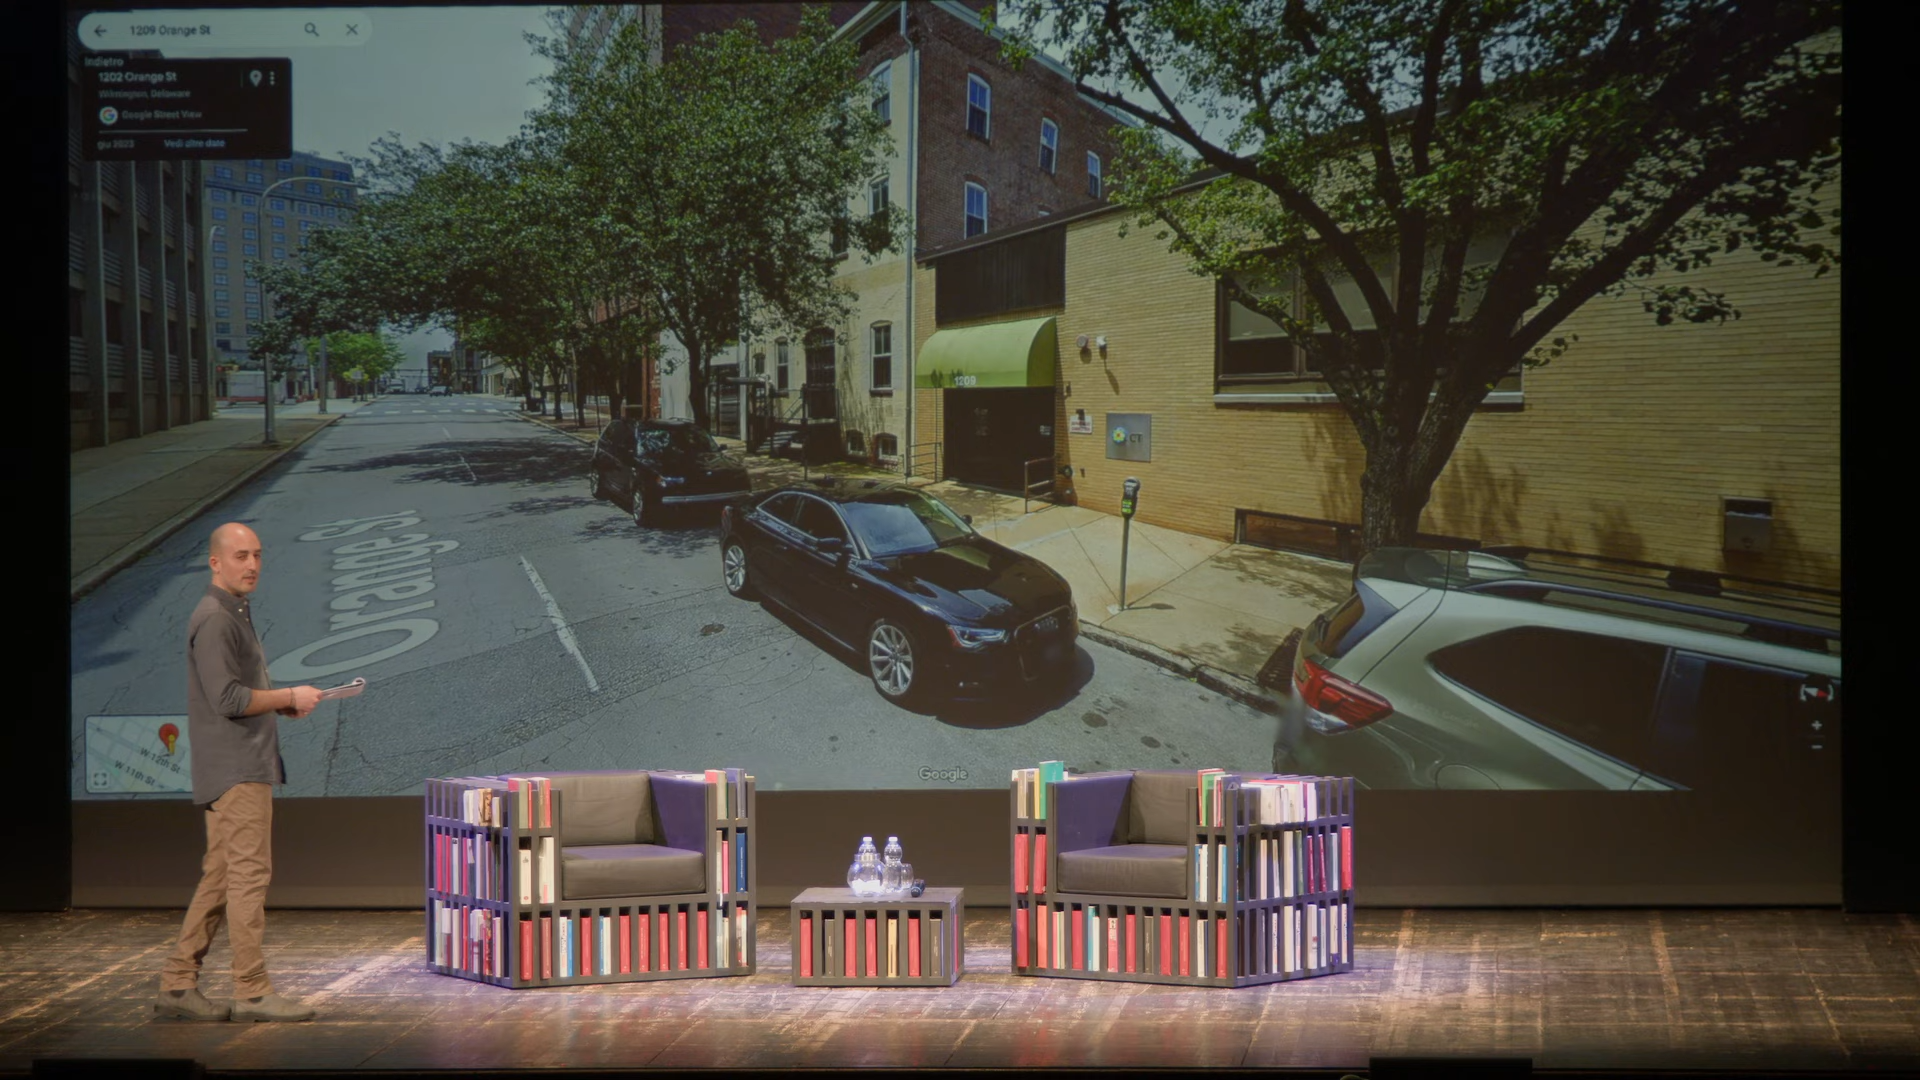 1209 Orange St
Indietro
1202 Orange St
Wilmington, Delaware
Google Street View
giu 2023 Vedi altre date
1209
CT
Orange St
W 12th St
W 11th St
Google